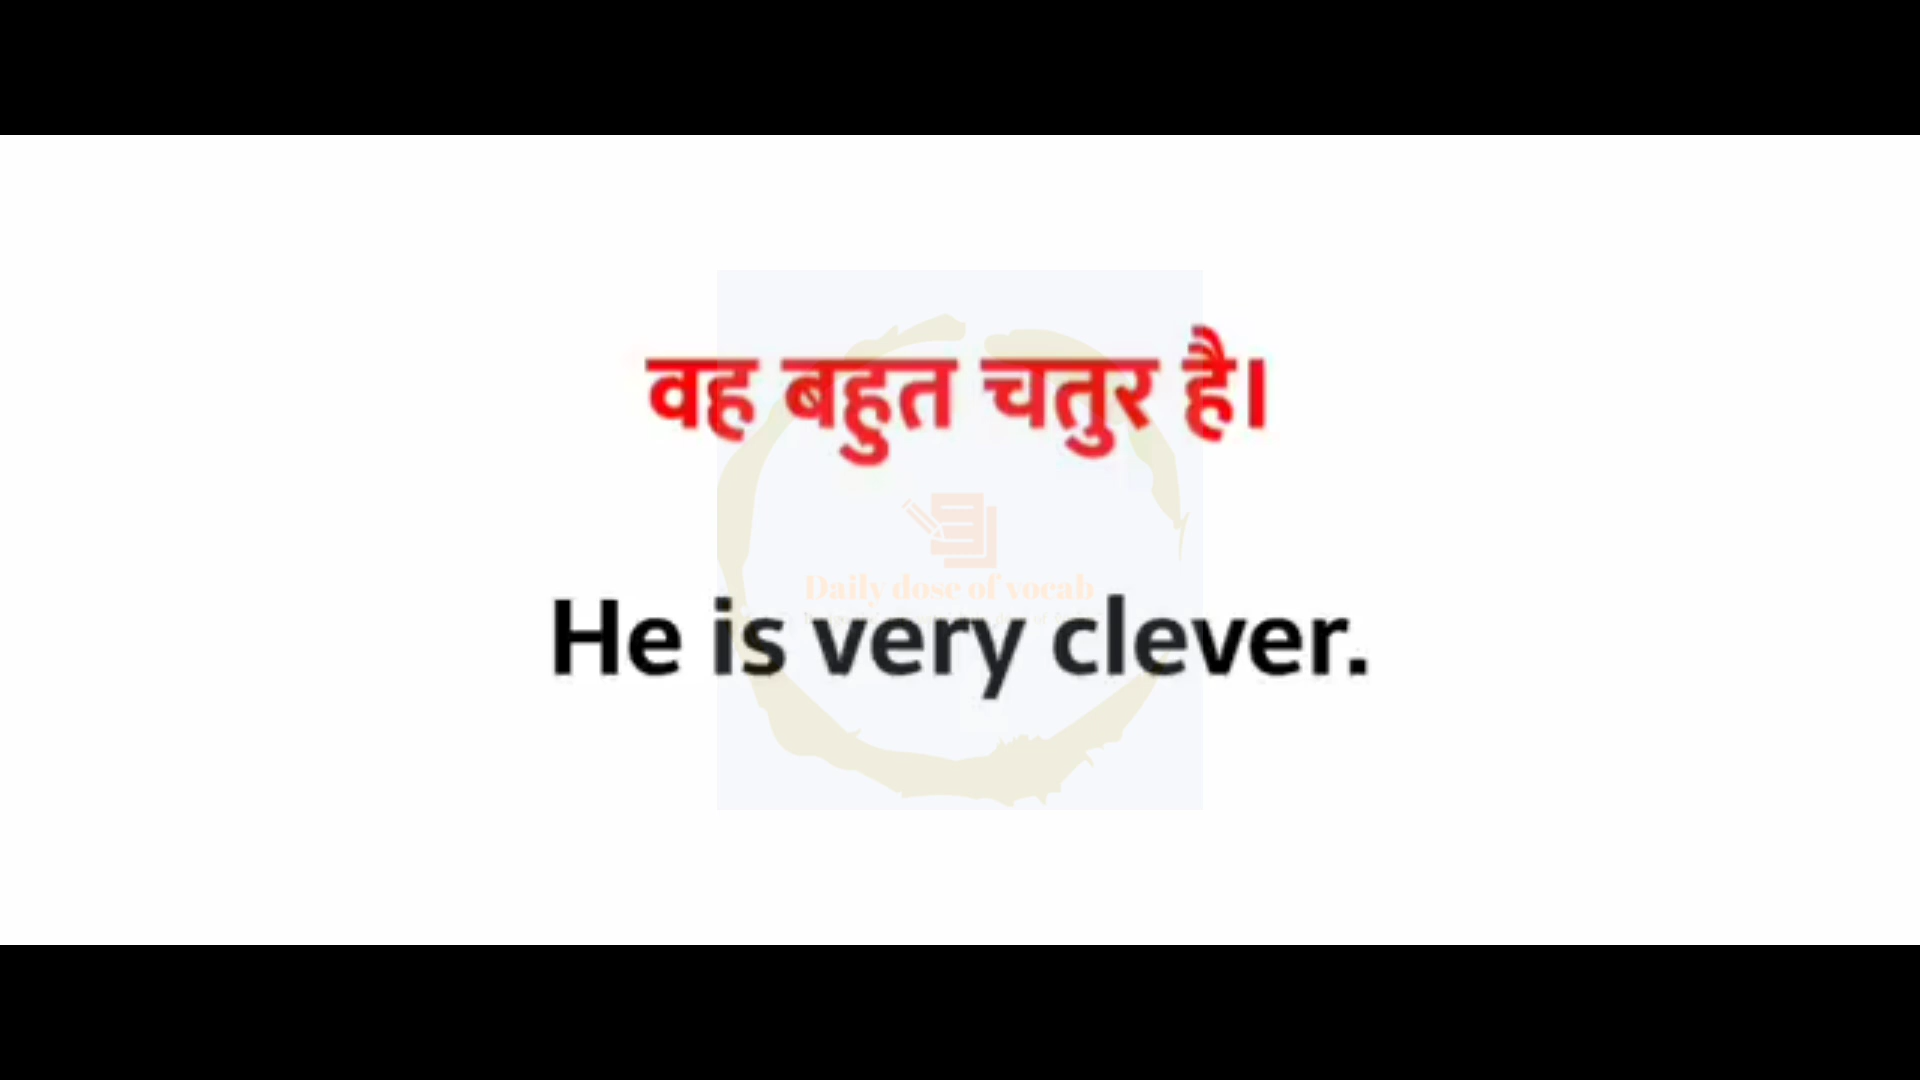 वह बहुत चतुर है।
Daily dose of vocab
He is very clever.